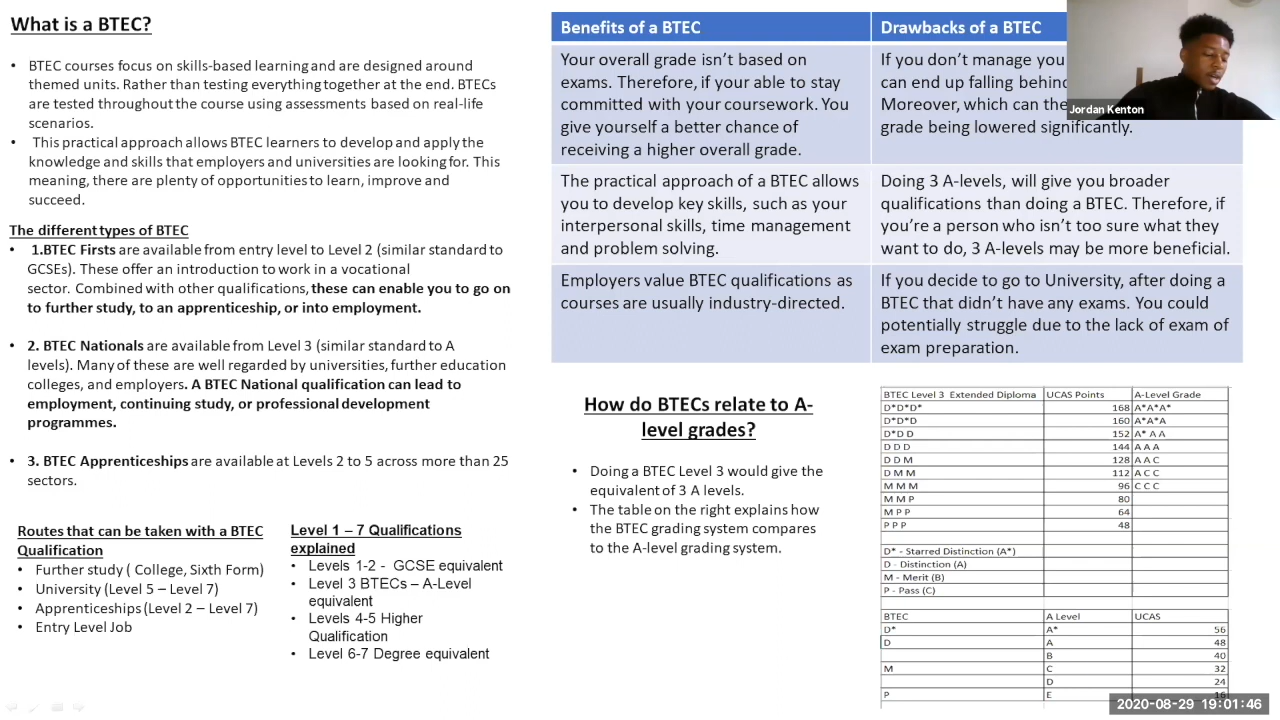 What is a BTEC?
• BTEC courses focus on skills-based learning and are designed around
themed units. Rather than testing everything together at the end. BTECs
are tested throughout the course using assessments based on real-life
scenarios.
• This practical approach allows BTEC learners to develop and apply the
knowledge and skills that employers and universities are looking for. This
meaning, there are plenty of opportunities to learn, improve and
succeed.
The different types of BTEC
• 1.BTEC Firsts are available from entry level to Level 2 (similar standard to
GCSEs). These offer an introduction to work in a vocational
sector. Combined with other qualifications, these can enable you to go on
to further study, to an apprenticeship, or into employment.
• 2. BTEC Nationals are available from Level 3 (similar standard to A
levels). Many of these are well regarded by universities, further education
colleges, and employers. A BTEC National qualification can lead to
employment, continuing study, or professional development
programmes.
• 3. BTEC Apprenticeships are available at Levels 2 to 5 across more than 25
sectors.
Routes that can be taken with a BTEC
Qualification
• Further study ( College, Sixth Form)
• University (Level 5 – Level 7)
• Apprenticeships (Level 2 – Level 7)
• Entry Level Job
Level 1 – 7 Qualifications
explained
• Levels 1-2 - GCSE equivalent
• Level 3 BTECs – A-Level
equivalent
• Levels 4-5 Higher
Qualification
• Level 6-7 Degree equivalent
Benefits of a BTEC
Your overall grade isn't based on
exams. Therefore, if your able to stay
committed with your coursework. You
give yourself a better chance of
receiving a higher overall grade.
The practical approach of a BTEC allows
you to develop key skills, such as your
interpersonal skills, time management
and problem solving.
Employers value BTEC qualifications as
courses are usually industry-directed.
Drawbacks of a BTEC
If you don't manage you
can end up falling behin
Moreover, which can the
grade being lowered significantly.
Doing 3 A-levels, will give you broader
qualifications than doing a BTEC. Therefore, if
you're a person who isn't too sure what they
want to do, 3 A-levels may be more beneficial.
If you decide to go to University, after doing a
BTEC that didn't have any exams. You could
potentially struggle due to the lack of exam of
exam preparation.
Jordan Kenton
How do BTECs relate to A-
level grades?
• Doing a BTEC Level 3 would give the
equivalent of 3 A levels.
• The table on the right explains how
the BTEC grading system compares
to the A-level grading system.
BTEC Level 3 Extended Diploma UCAS Points A-Level Grade
D*D*D* 168 A*A*A*
D*D*D 160 A*A*A
D*D D 152 A* A A
D D D 144 A A A
D D M 128 A A C
D M M 112 A C C
M M M 96 C C C
M M P 80
M P P 64
P P P 48
D* - Starred Distinction (A*)
D - Distinction (A)
M - Merit (B)
P - Pass (C)
BTEC A Level UCAS
D* A* 56
D A 48
B 40
M C 32
D 24
P E 16
2020-08-29 19:01:46